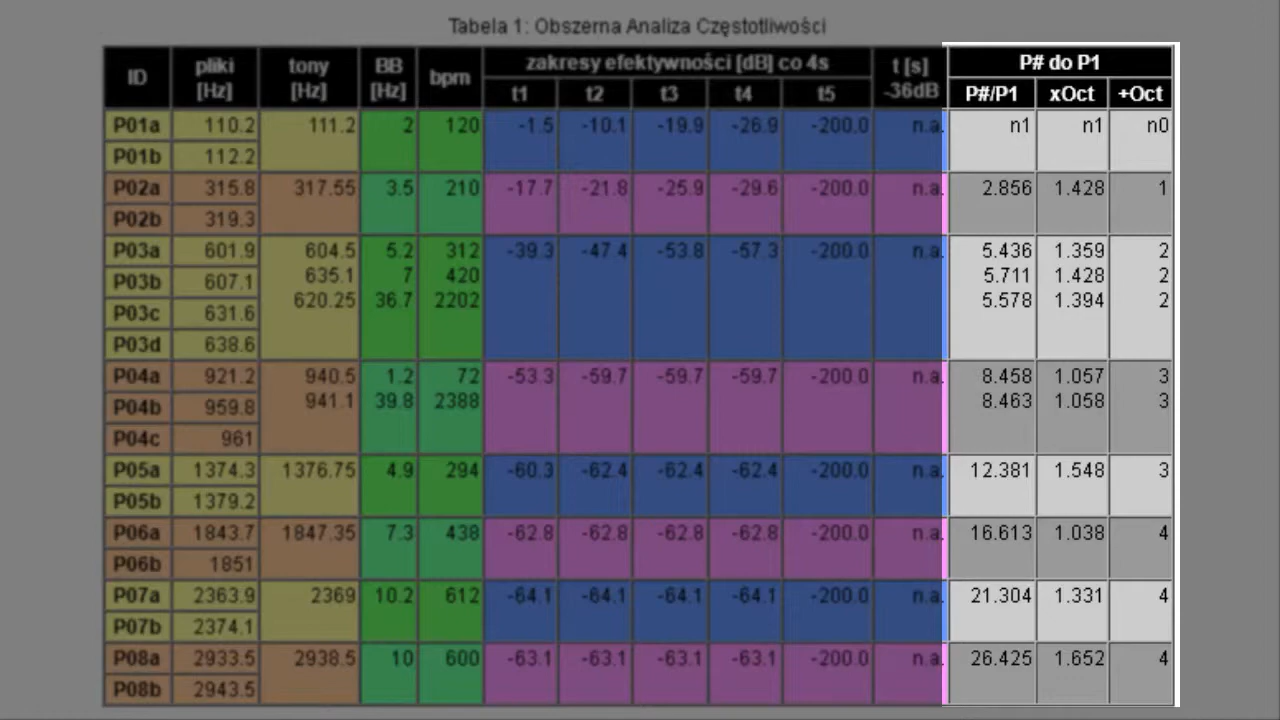 Tabela 1: Obszerna Analiza Częstotliwości
ID pliki [Hz] tony [Hz] BB [Hz] bpm zakresy efektywności [dB] co 4s t [s] -36dB P# do P1
t1 t2 t3 t4 t5 P#/P1 xOct +Oct
P01a 110.2 111.2 2 120 -1.5 -10.1 -19.9 -26.9 -200.0 n.a. n1 n1 n0
P01b 112.2
P02a 315.8 317.55 3.5 210 -17.7 -21.8 -25.9 -29.6 -200.0 n.a. 2.856 1.428 1
P02b 319.3
P03a 601.9 604.5 5.2 312 -39.3 -47.4 -53.8 -57.3 -200.0 n.a. 5.436 1.359 2
P03b 607.1 635.1 7 420 5.711 1.428 2
P03c 631.6 620.25 36.7 2202 5.578 1.394 2
P03d 638.6
P04a 921.2 940.5 1.2 72 -53.3 -59.7 -59.7 -59.7 -200.0 n.a. 8.458 1.057 3
P04b 959.8 941.1 39.8 2388 8.463 1.058 3
P04c 961
P05a 1374.3 1376.75 4.9 294 -60.3 -62.4 -62.4 -62.4 -200.0 n.a. 12.381 1.548 3
P05b 1379.2
P06a 1843.7 1847.35 7.3 438 -62.8 -62.8 -62.8 -62.8 -200.0 n.a. 16.613 1.038 4
P06b 1851
P07a 2363.9 2369 10.2 612 -64.1 -64.1 -64.1 -64.1 -200.0 n.a. 21.304 1.331 4
P07b 2374.1
P08a 2933.5 2938.5 10 600 -63.1 -63.1 -63.1 -63.1 -200.0 n.a. 26.425 1.652 4
P08b 2943.5